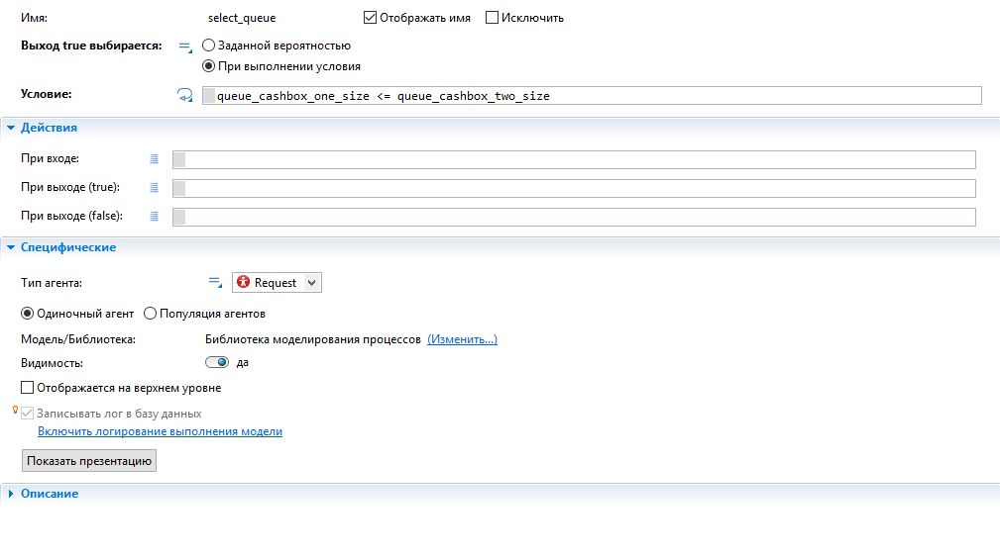 Имя: select_queue Отображать имя Исключить
Выход true выбирается: Заданной вероятностью
При выполнении условия
Условие: queue_cashbox_one_size <= queue_cashbox_two_size
Действия
При входе:
При выходе (true):
При выходе (false):
Специфические
Тип агента: Request
Одиночный агент Популяция агентов
Модель/Библиотека: Библиотека моделирования процессов (Изменить...)
Видимость: да
Отображается на верхнем уровне
Записывать лог в базу данных
Включить логирование выполнения модели
Показать презентацию
Описание